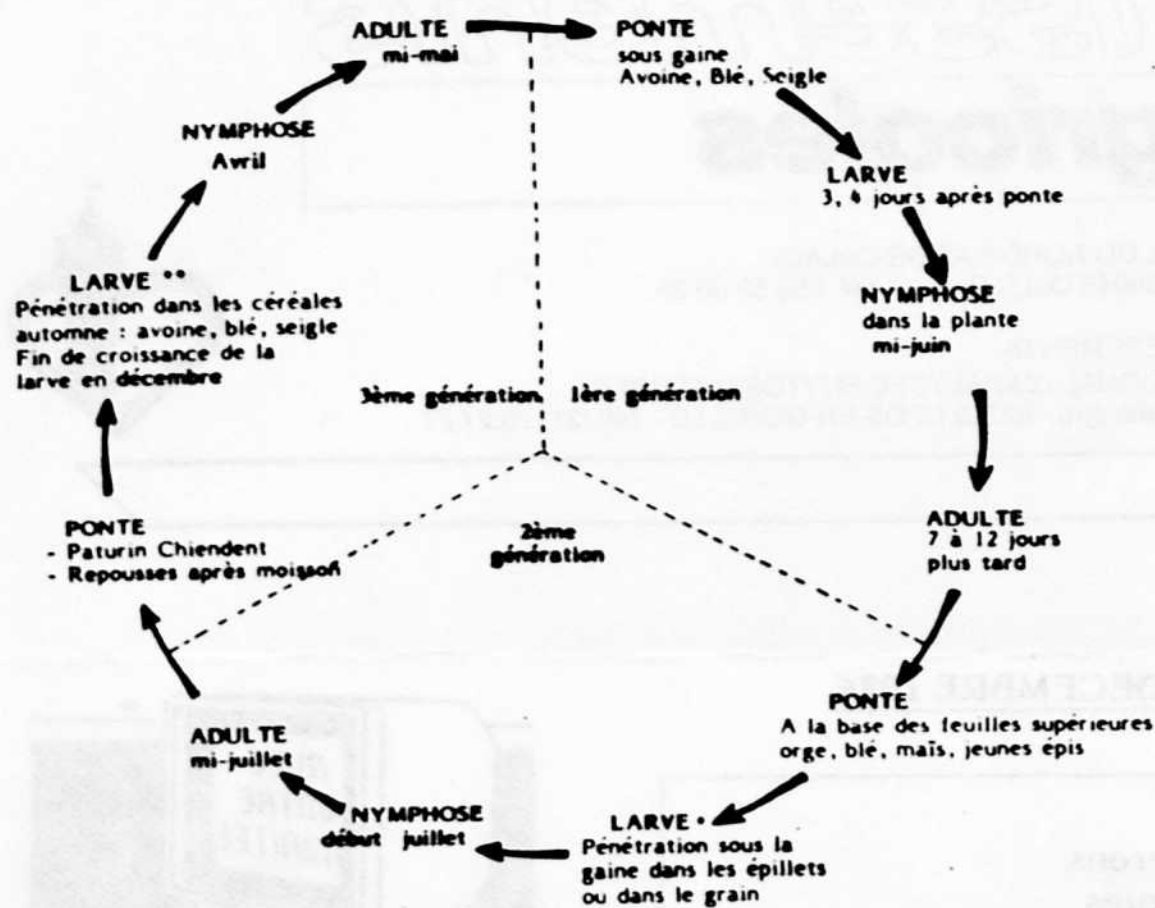 ADULTE
mi-mai
PONTE
sous gaine
Avoine, Blé, Seigle
LARVE
3, 4 jours après ponte
NYMPHOSE
dans la plante
mi-juin
ADULTE
7 à 12 jours
plus tard
PONTE
A la base des feuilles supérieures
orge, blé, maïs, jeunes épis
LARVE *
Pénétration sous la
gaine dans les épillets
ou dans le grain
NYMPHOSE
début juillet
ADULTE
mi-juillet
PONTE
- Paturin Chiendent
- Repousses après moisson
LARVE **
Pénétration dans les céréales
automne : avoine, blé, seigle
Fin de croissance de la
larve en décembre
NYMPHOSE
Avril
3ème génération
1ère génération
2ème
génération